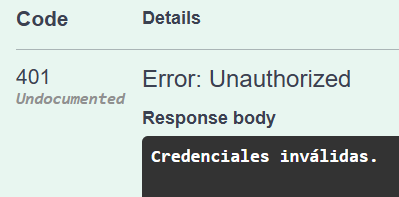 Code Details
401 Error: Unauthorized
Undocumented
Response body
Credenciales inválidas.